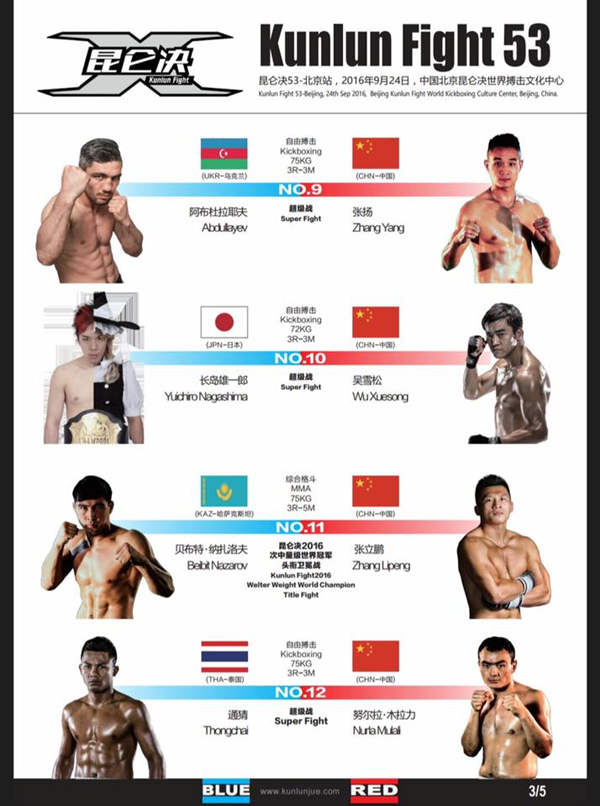 昆仑决
Kunlun Fight
Kunlun Fight 53
昆仑决53-北京站，2016年9月24日，中国北京昆仑决世界搏击文化中心
Kunlun Fight 53-Beijing, 24th Sep 2016, Beijing Kunlun Fight World Kickboxing Culture Center, Beijing, China.
自由搏击
Kickboxing
75KG
3R-3M
(UKR-乌克兰)
(CHN-中国)
NO.9
阿布杜拉耶夫
Abdullayev
超级战
Super Fight
张扬
Zhang Yang
自由搏击
Kickboxing
72KG
3R-3M
(JPN-日本)
(CHN-中国)
NO.10
长岛雄一郎
Yuichiro Nagashima
超级战
Super Fight
吴雪松
Wu Xuesong
综合格斗
MMA
75KG
3R-5M
(KAZ-哈萨克斯坦)
(CHN-中国)
NO.11
贝布特·纳扎洛夫
Beibit Nazarov
昆仑决2016
次中量级世界冠军
头衔卫冕战
Kunlun Fight2016
Welter Weight World Champion
Title Fight
张立鹏
Zhang Lipeng
自由搏击
Kickboxing
75KG
3R-3M
(THA-泰国)
(CHN-中国)
NO.12
通猜
Thongchai
超级战
Super Fight
努尔拉·木拉力
Nurla Mulali
BLUE
www.kunlunjue.com
RED
3/5